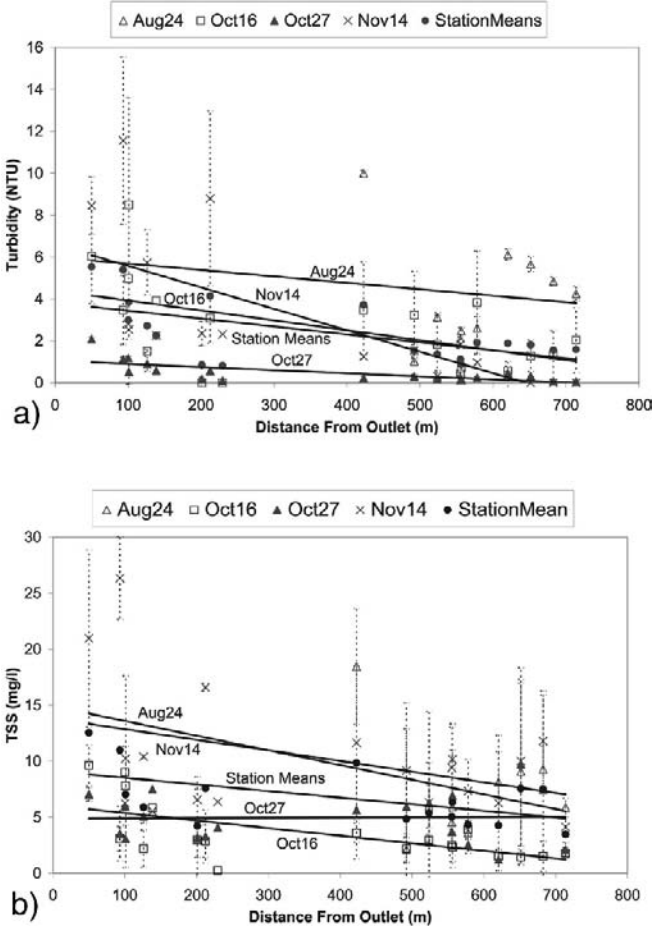 Aug24 Oct16 Oct27 Nov14 StationMeans
16
14
12
10
8
6
4
2
0
Turbidity (NTU)
Aug24
Nov14
Oct16
Station Means
Oct27
0 100 200 300 400 500 600 700 800
Distance From Outlet (m)
a)
Aug24 Oct16 Oct27 Nov14 StationMean
30
25
20
15
10
5
0
TSS (mg/l)
Aug24
Nov14
Station Means
Oct27
Oct16
0 100 200 300 400 500 600 700 800
Distance From Outlet (m)
b)